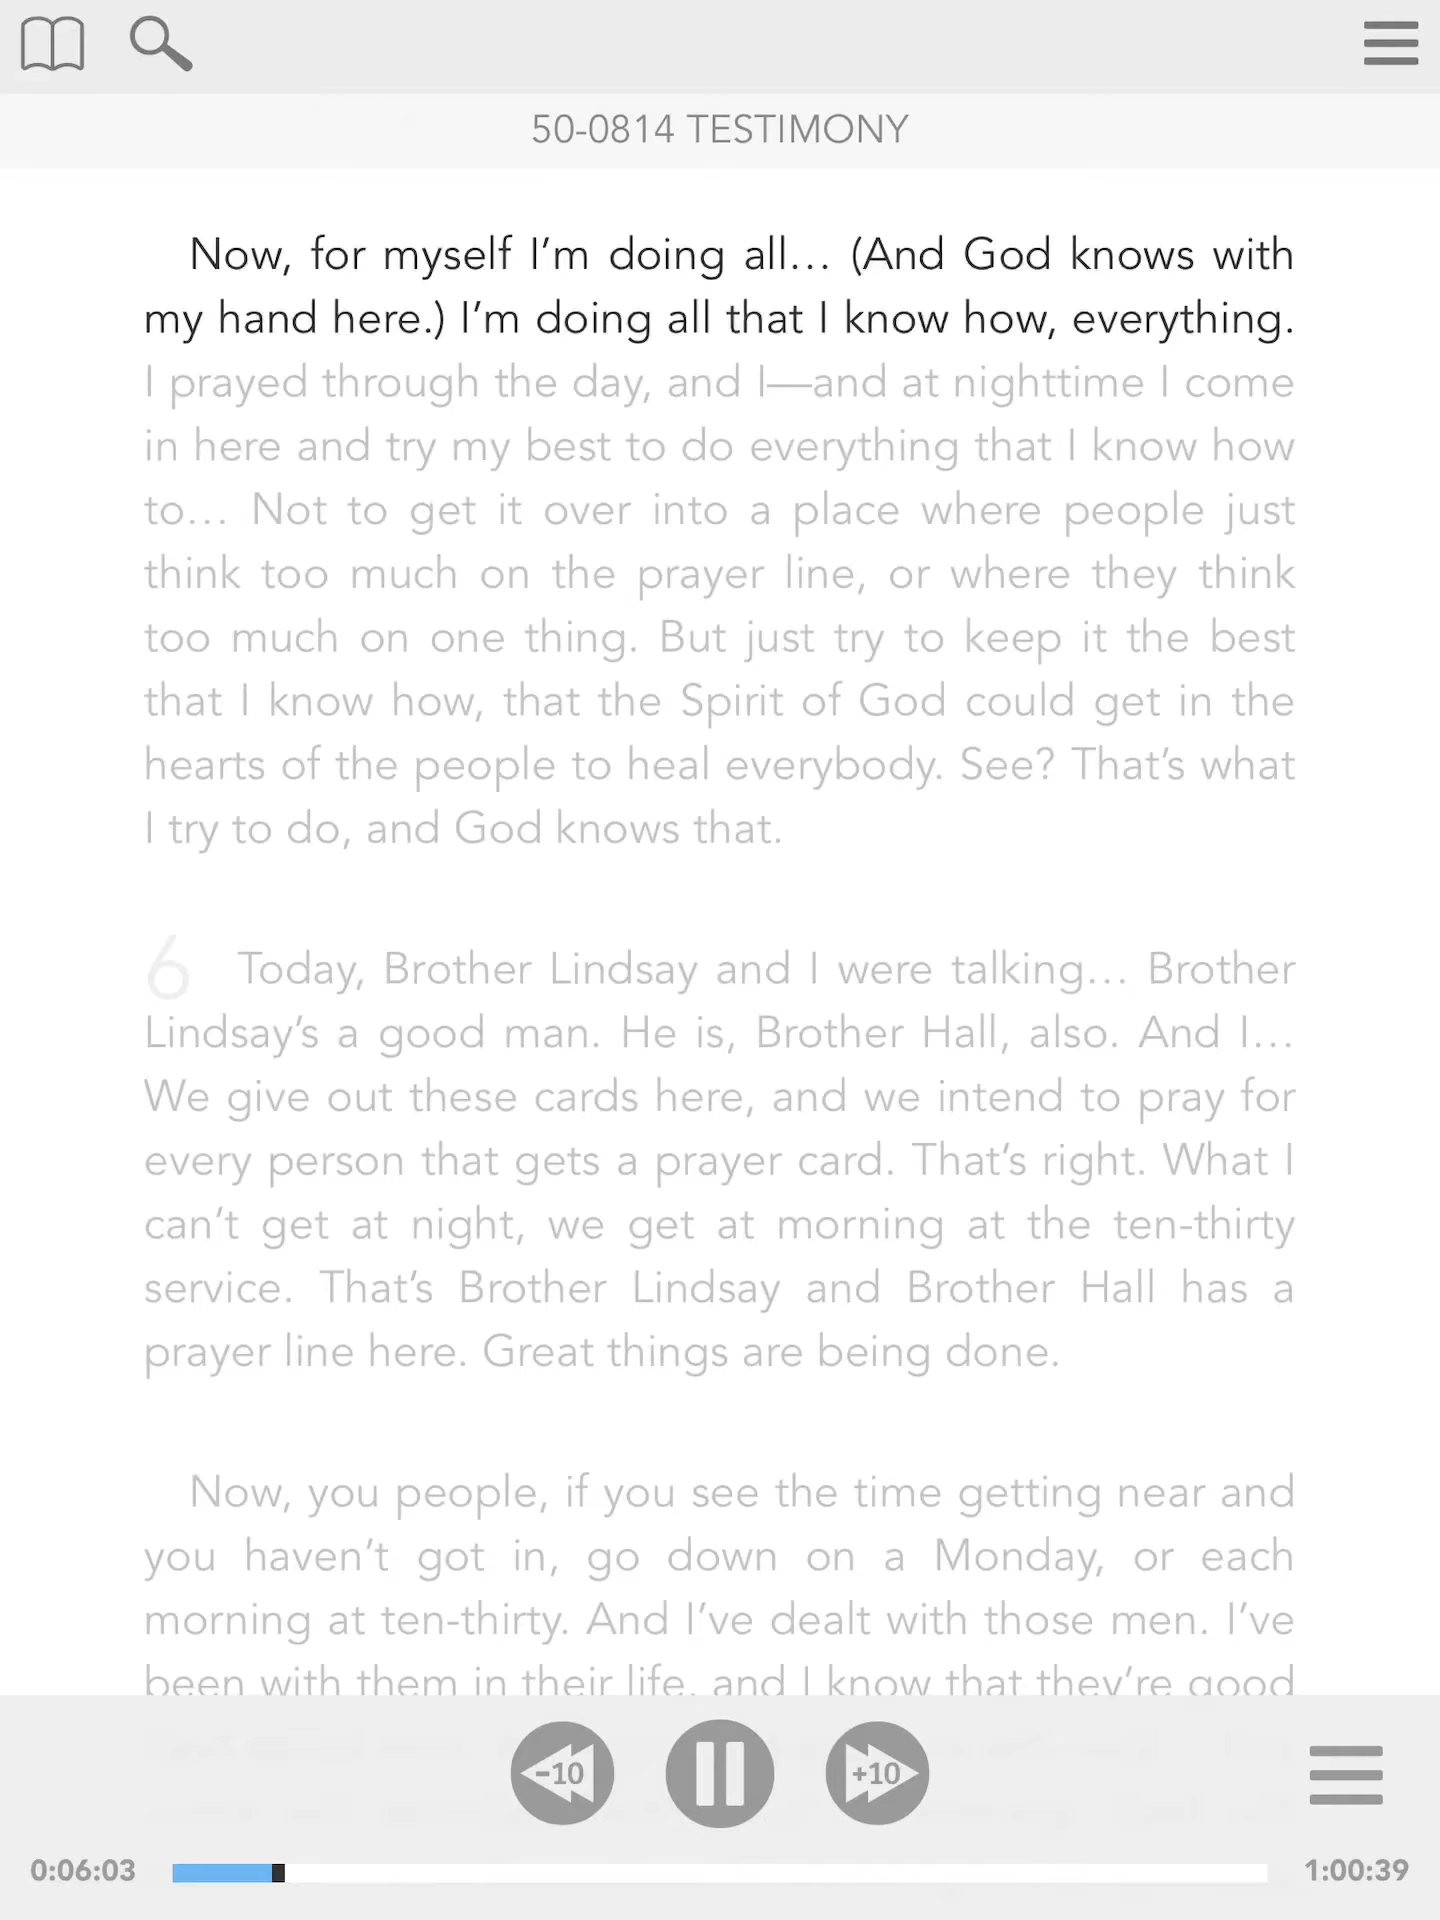 50-0814 TESTIMONY
Now, for myself I’m doing all… (And God knows with
my hand here.) I’m doing all that I know how, everything.
I prayed through the day, and I—and at nighttime I come
in here and try my best to do everything that I know how
to… Not to get it over into a place where people just
think too much on the prayer line, or where they think
too much on one thing. But just try to keep it the best
that I know how, that the Spirit of God could get in the
hearts of the people to heal everybody. See? That’s what
I try to do, and God knows that.
6 Today, Brother Lindsay and I were talking… Brother
Lindsay’s a good man. He is, Brother Hall, also. And I…
We give out these cards here, and we intend to pray for
every person that gets a prayer card. That’s right. What I
can’t get at night, we get at morning at the ten-thirty
service. That’s Brother Lindsay and Brother Hall has a
prayer line here. Great things are being done.
Now, you people, if you see the time getting near and
you haven’t got in, go down on a Monday, or each
morning at ten-thirty. And I’ve dealt with those men. I’ve
been with them in their life, and I know that they’re good
-10 +10
0:06:03 1:00:39